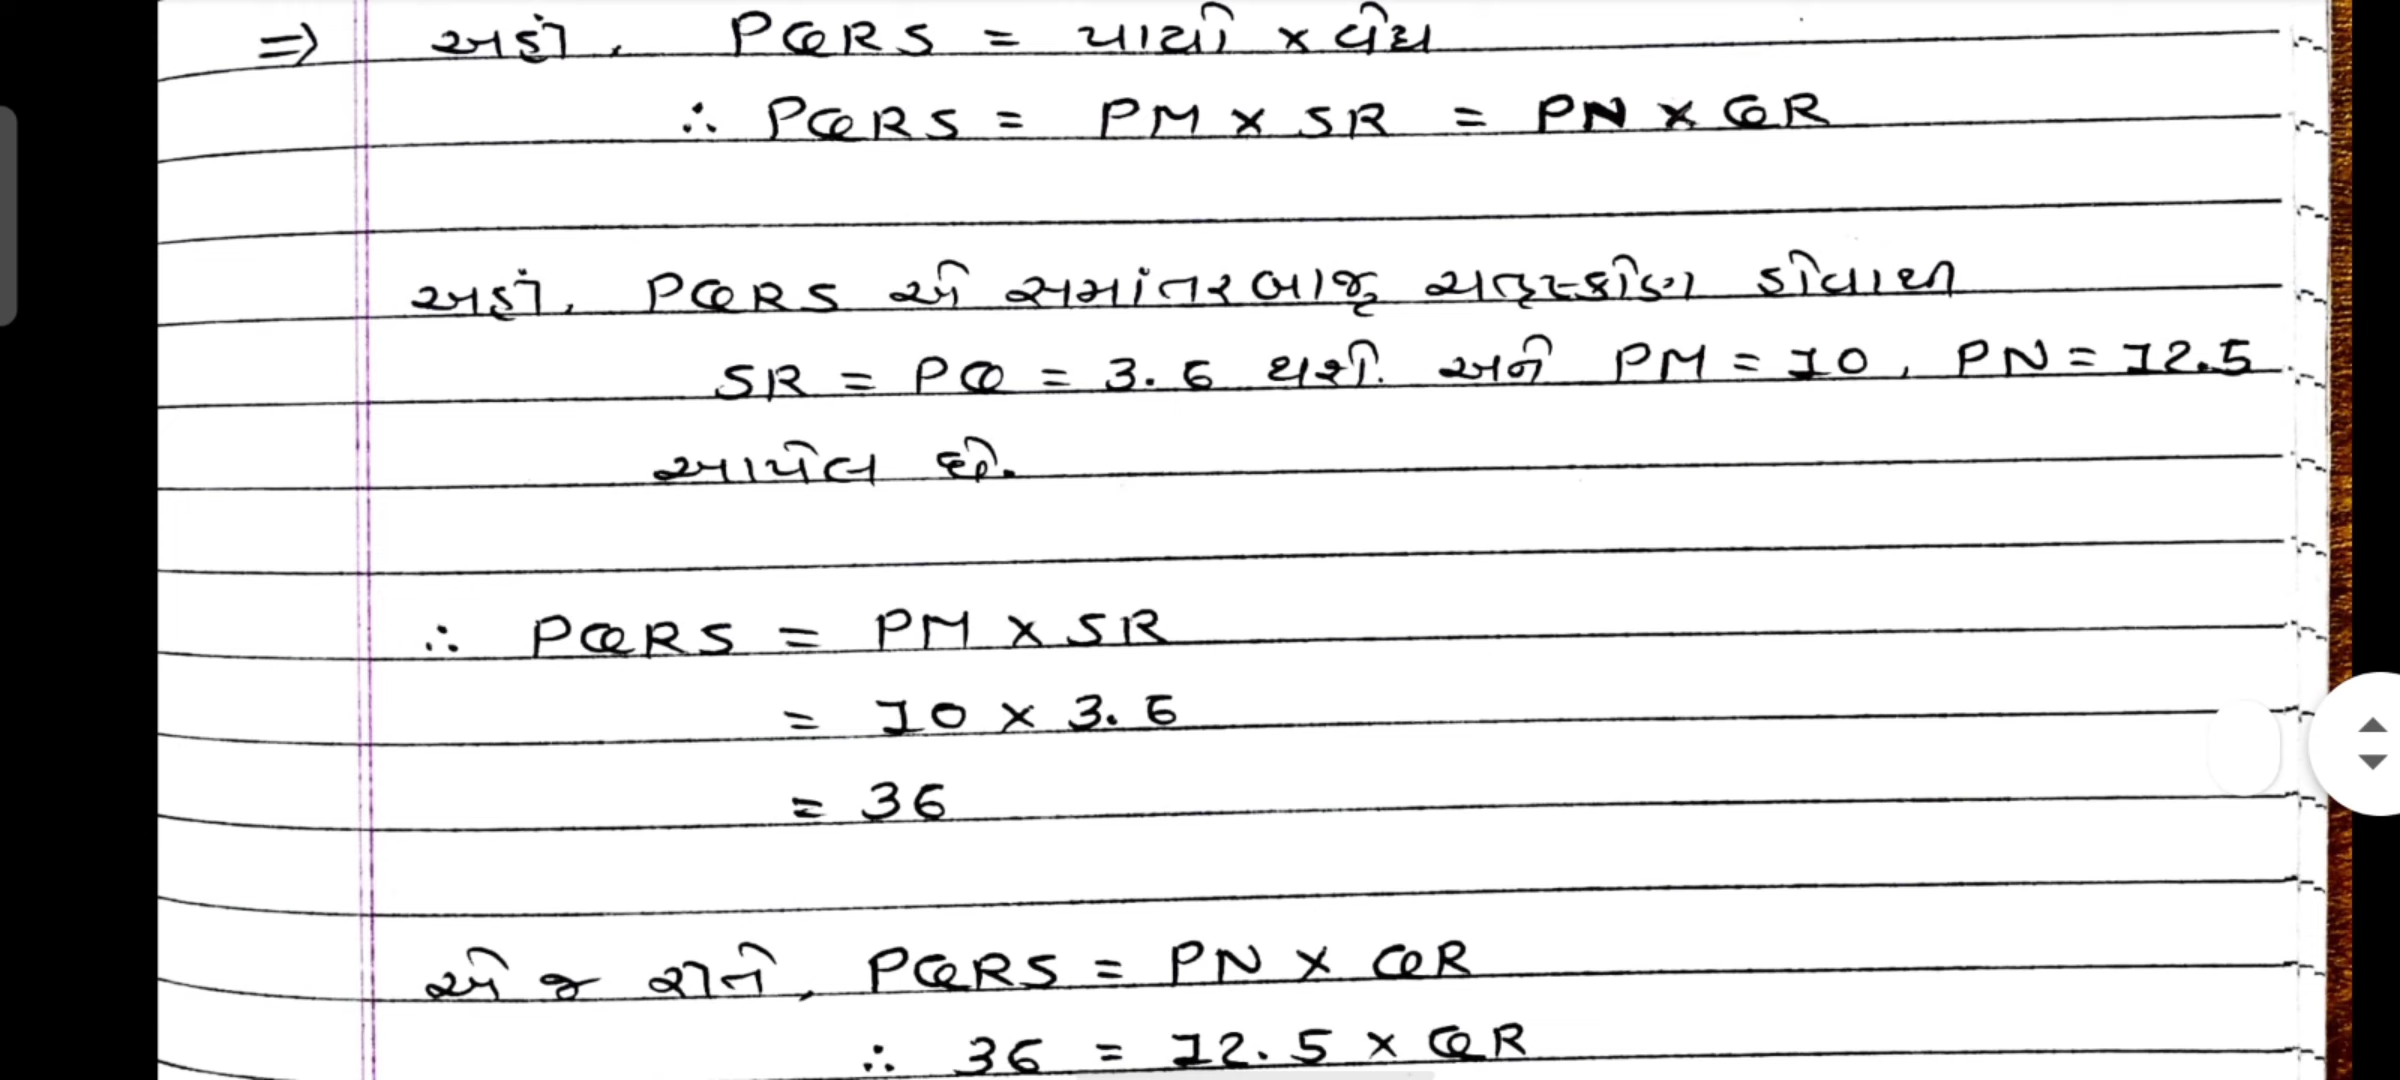 ⇒ અહીં, PQRS = પાયો × વેધ
∴ PQRS = PM × SR = PN × QR
અહીં, PQRS એ સમાંતરબાજુ ચતુષ્કોણ હોવાથી
SR = PQ = 3.6 થશે. અને PM = 10, PN = 12.5
આપેલ છે.
∴ PQRS = PM × SR
= 10 × 3.6
= 36
એ જ રીતે, PQRS = PN × QR
∴ 36 = 12.5 × QR